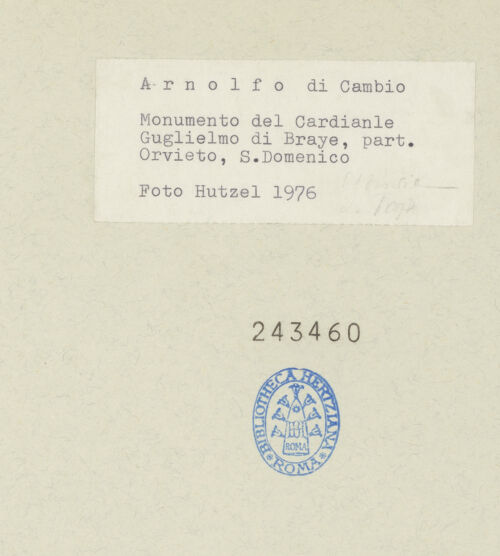 A r n o l f o di Cambio
Monumento del Cardianle
Guglielmo di Braye, part.
Orvieto, S.Domenico
Foto Hutzel 1976
243460
BIBLIOTHECA HERTZIANA
ROMA
* ROMA *